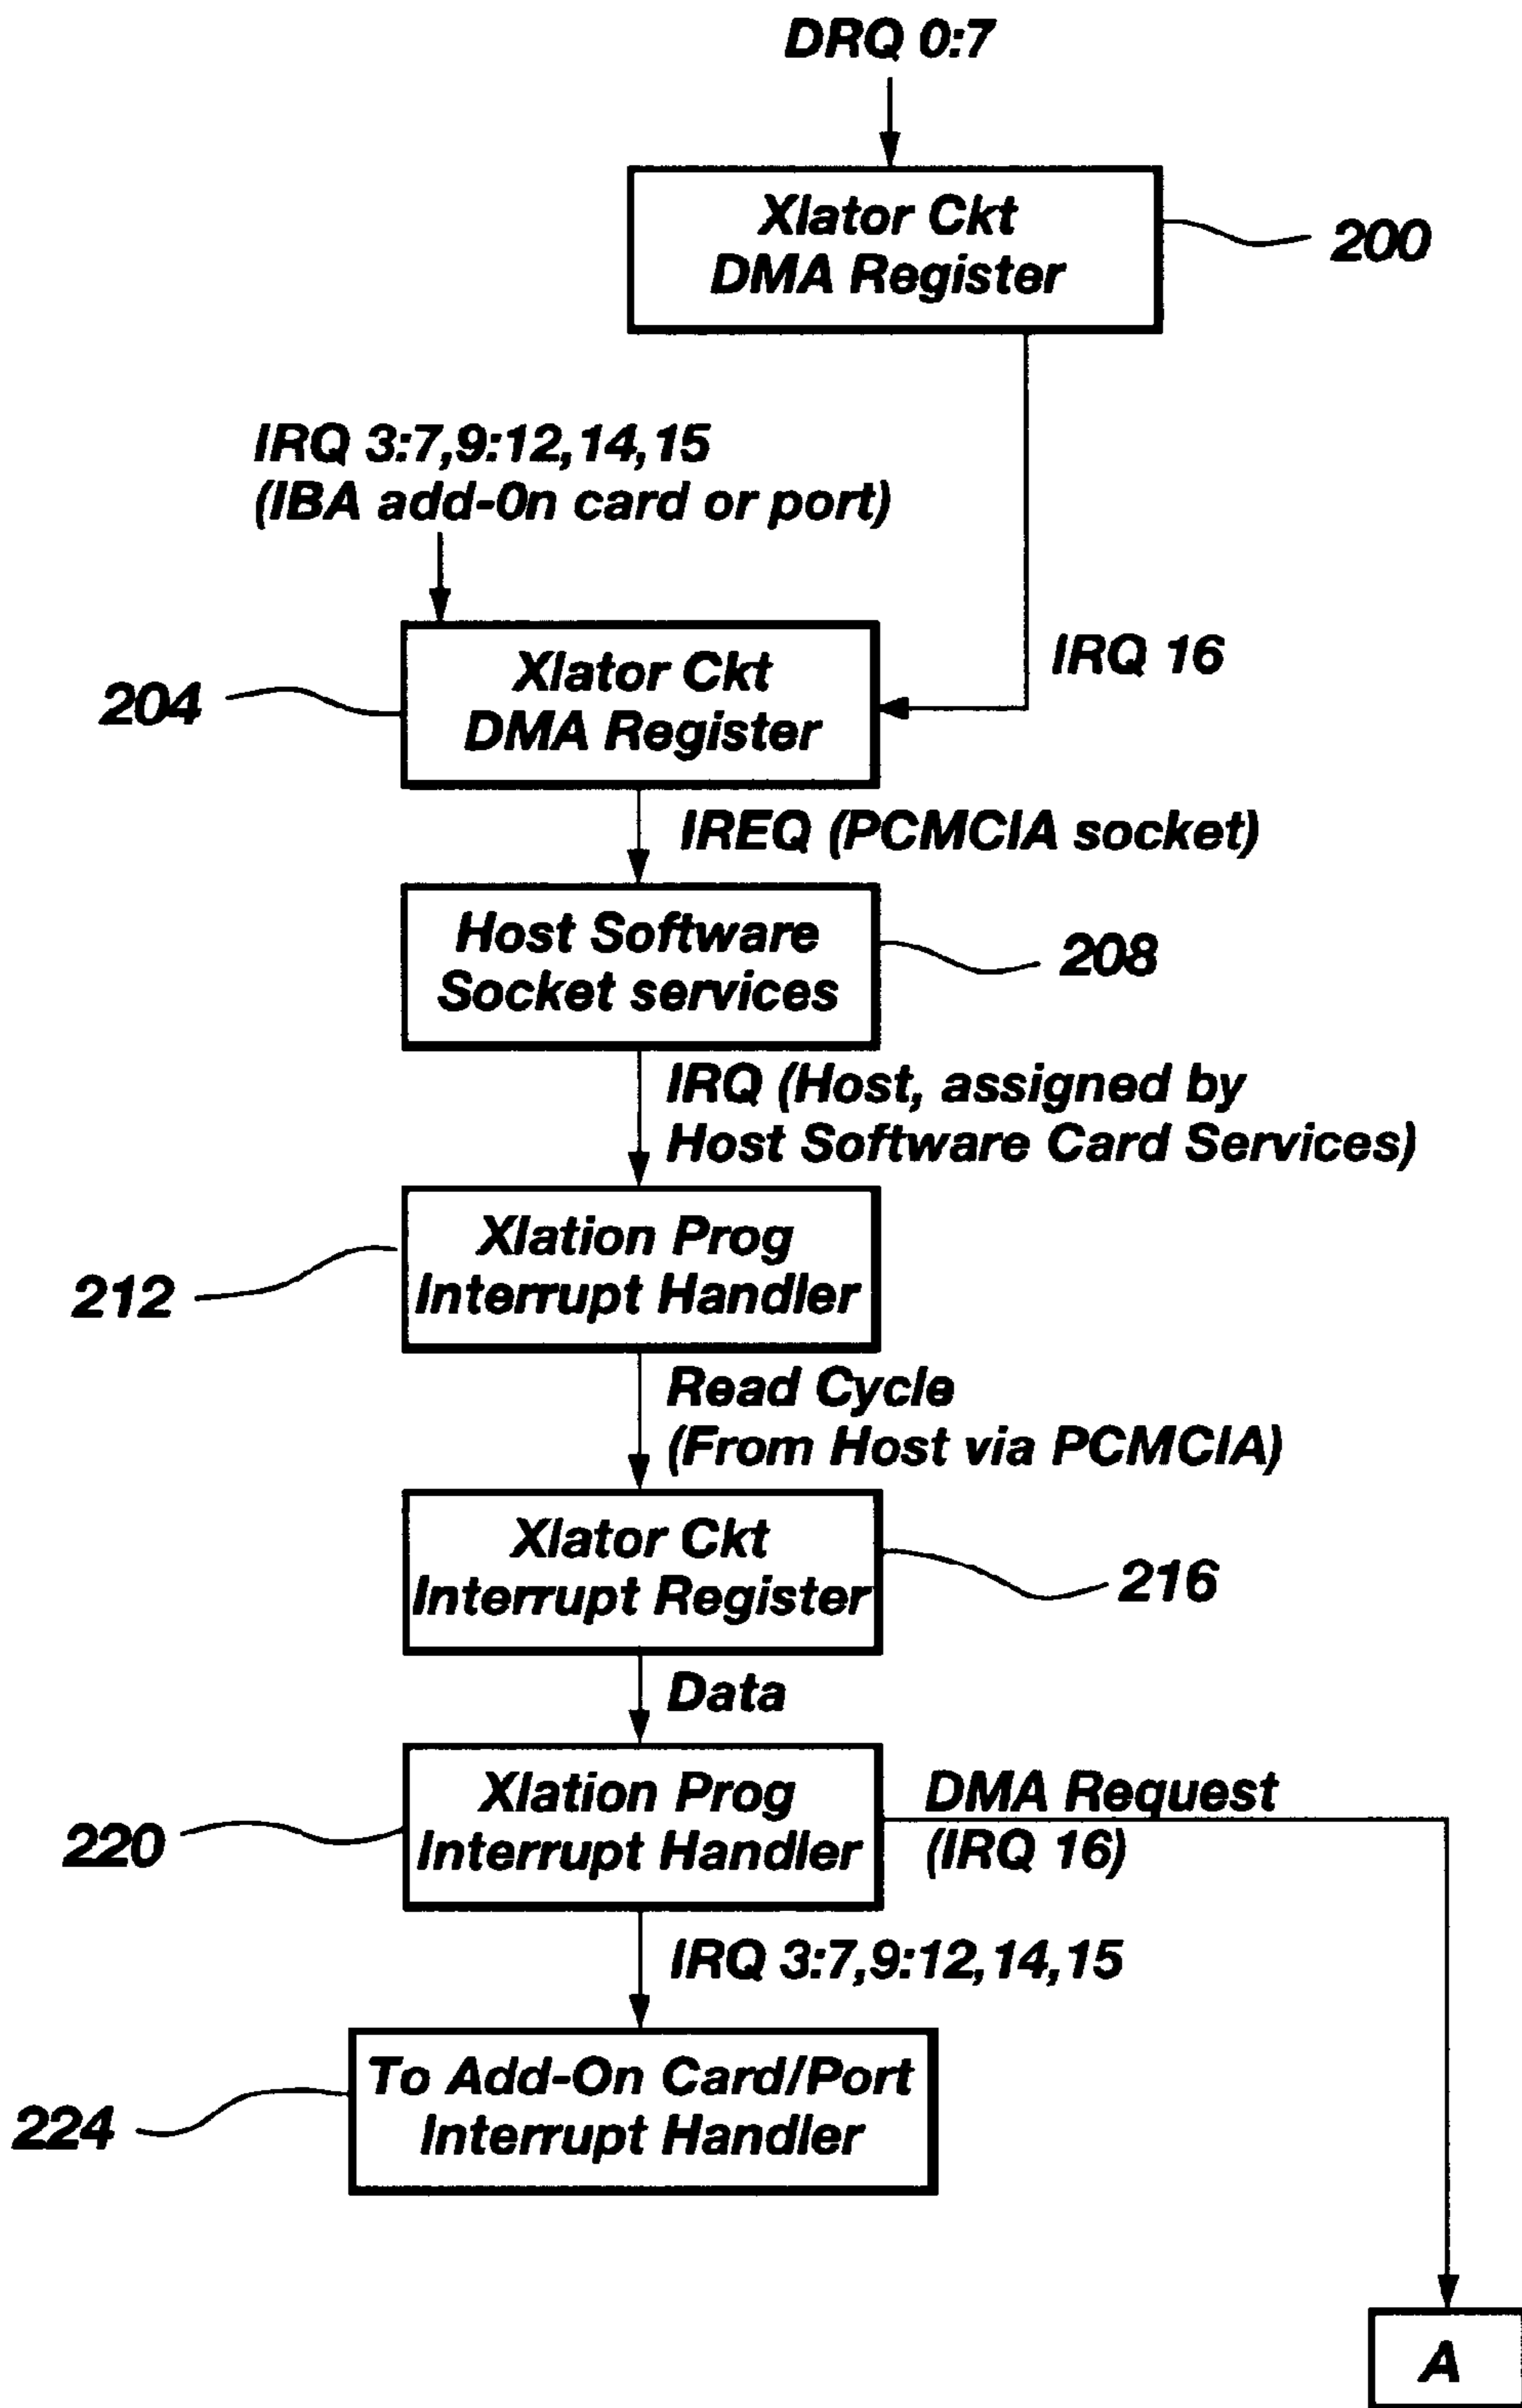 DRQ 0:7
Xlator Ckt
DMA Register
200
IRQ 3:7,9:12,14,15
(IBA add-On card or port)
IRQ 16
204
Xlator Ckt
DMA Register
IREQ (PCMCIA socket)
Host Software
Socket services
208
IRQ (Host, assigned by
Host Software Card Services)
Xlation Prog
Interrupt Handler
212
Read Cycle
(From Host via PCMCIA)
Xlator Ckt
Interrupt Register
216
Data
Xlation Prog
Interrupt Handler
220
DMA Request
(IRQ 16)
IRQ 3:7,9:12,14,15
To Add-On Card/Port
Interrupt Handler
224
A